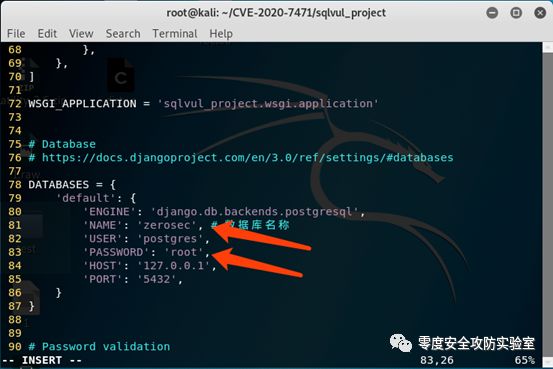 root@kali: ~/CVE-2020-7471/sqlvul_project
File Edit View Search Terminal Help
68 },
69 },
70 ]
71
72 WSGI_APPLICATION = 'sqlvul_project.wsgi.application'
73
74
75 # Database
76 # https://docs.djangoproject.com/en/3.0/ref/settings/#databases
77
78 DATABASES = {
79 'default': {
80 'ENGINE': 'django.db.backends.postgresql',
81 'NAME': 'zerosec', # 数据库名称
82 'USER': 'postgres',
83 'PASSWORD': 'root',
84 'HOST': '127.0.0.1',
85 'PORT': '5432',
86 }
87 }
88
89
90 # Password validation
-- INSERT -- 83,26 65%
零度安全攻防实验室